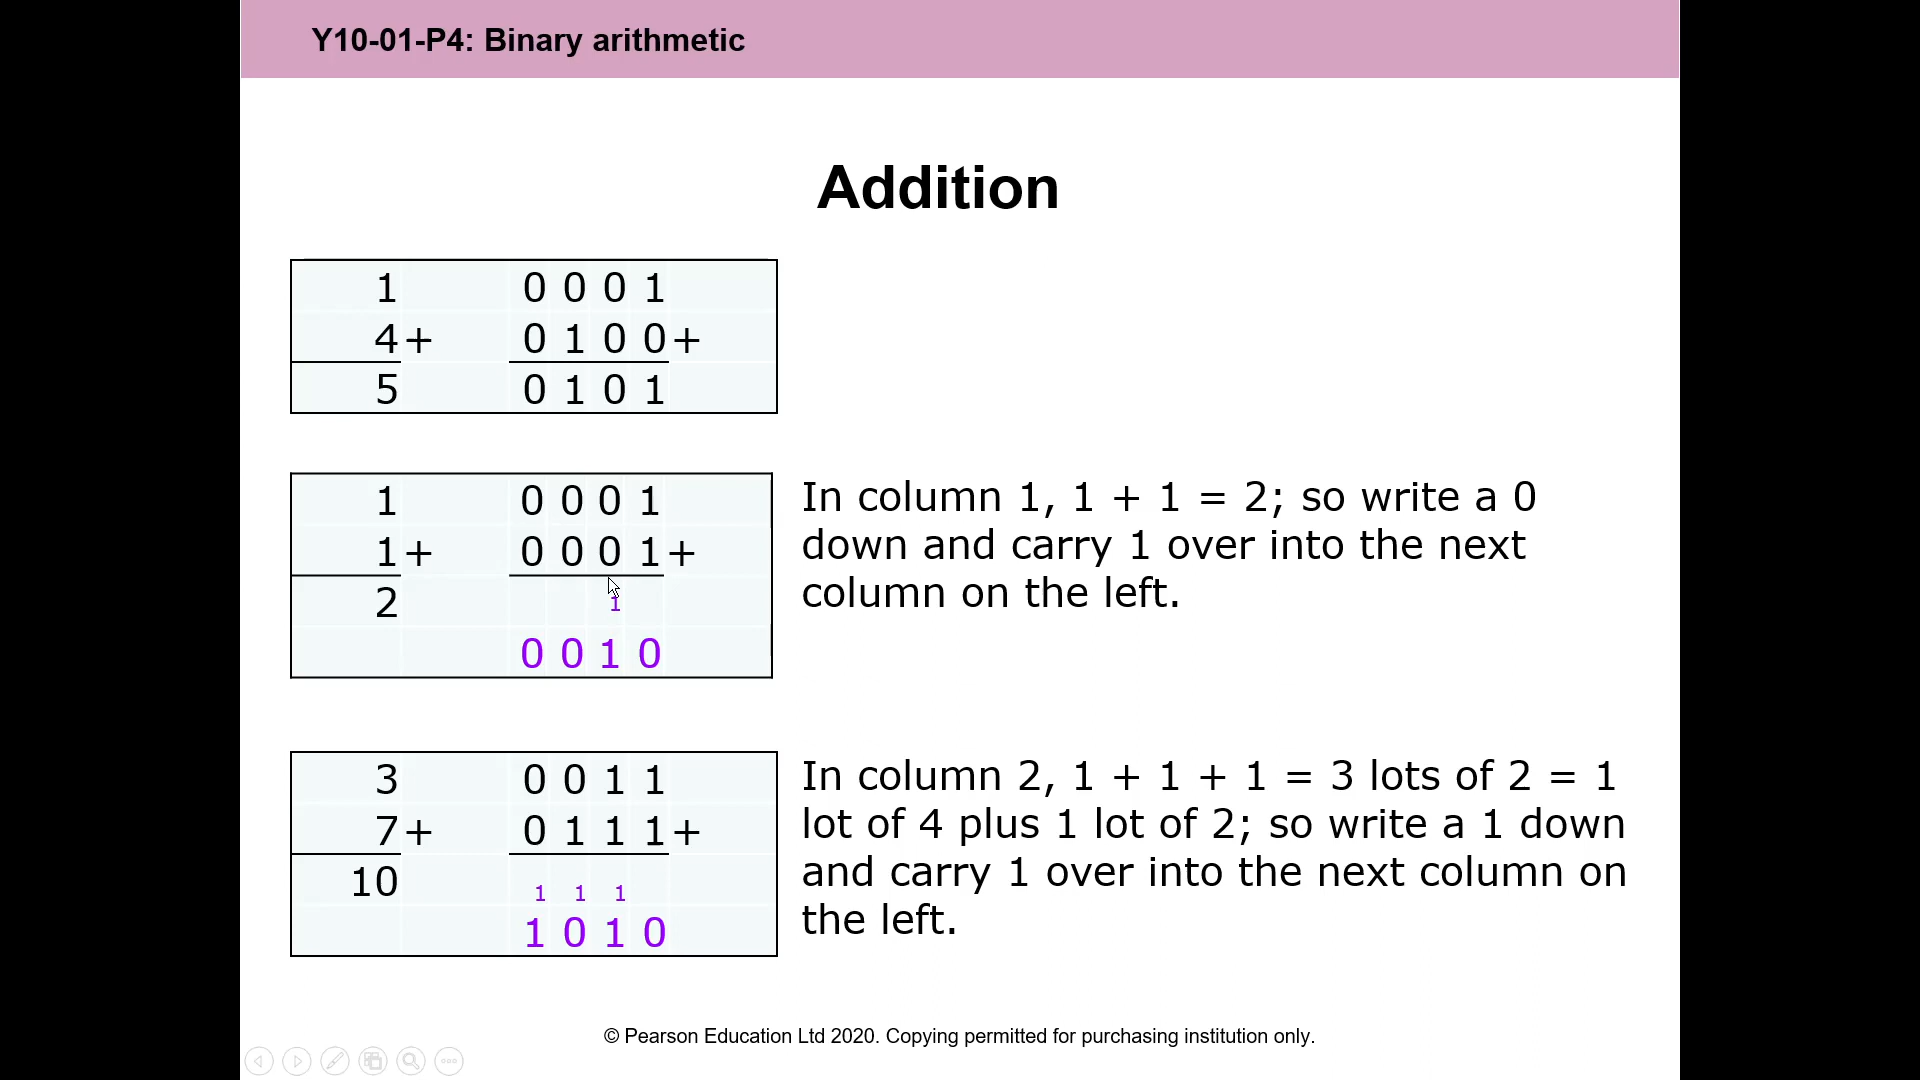 Y10-01-P4: Binary arithmetic
Addition
1 0 0 0 1
4+ 0 1 0 0+
5 0 1 0 1
1 0 0 0 1
1+ 0 0 0 1+
2 1
0 0 1 0
In column 1, 1 + 1 = 2; so write a 0
down and carry 1 over into the next
column on the left.
3 0 0 1 1
7+ 0 1 1 1+
10 1 1 1
1 0 1 0
In column 2, 1 + 1 + 1 = 3 lots of 2 = 1
lot of 4 plus 1 lot of 2; so write a 1 down
and carry 1 over into the next column on
the left.
© Pearson Education Ltd 2020. Copying permitted for purchasing institution only.